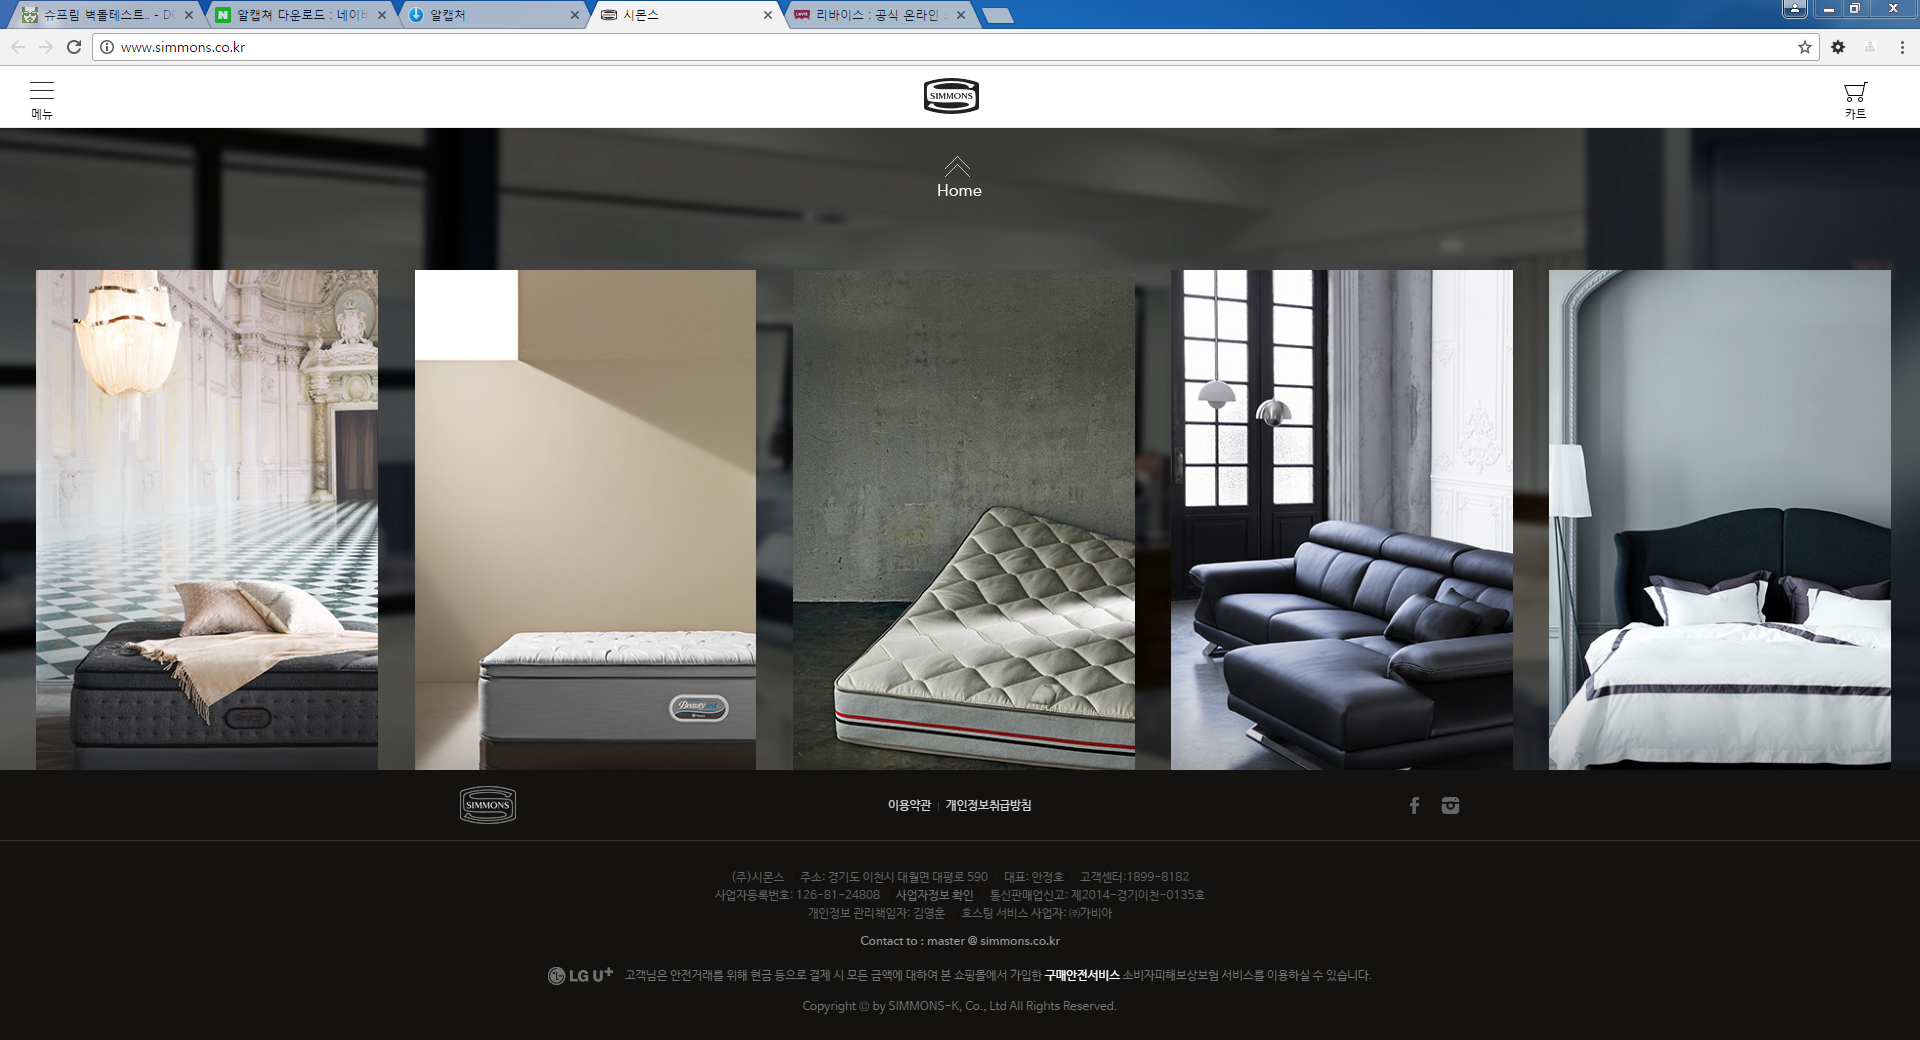 슈프림 벽돌테스트.. - D
알캡쳐 다운로드 : 네이버
알캡처
시몬스
리바이스 : 공식 온라인
www.simmons.co.kr
메뉴
SIMMONS
카트
Home
Beauty
SIMMONS
이용약관 | 개인정보취급방침
(주)시몬스 | 주소: 경기도 이천시 대월면 대평로 590 | 대표: 안정호 | 고객센터:1899-8182
사업자등록번호: 126-81-24808 | 사업자정보 확인 | 통신판매업신고: 제2014-경기이천-0135호
개인정보 관리책임자: 김영훈 | 호스팅 서비스 사업자: ㈜가비아
Contact to : master @ simmons.co.kr
LG U+ 고객님은 안전거래를 위해 현금 등으로 결제 시 모든 금액에 대하여 본 쇼핑몰에서 가입한 구매안전서비스 소비자피해보상보험 서비스를 이용하실 수 있습니다.
Copyright © by SIMMONS-K, Co., Ltd All Rights Reserved.